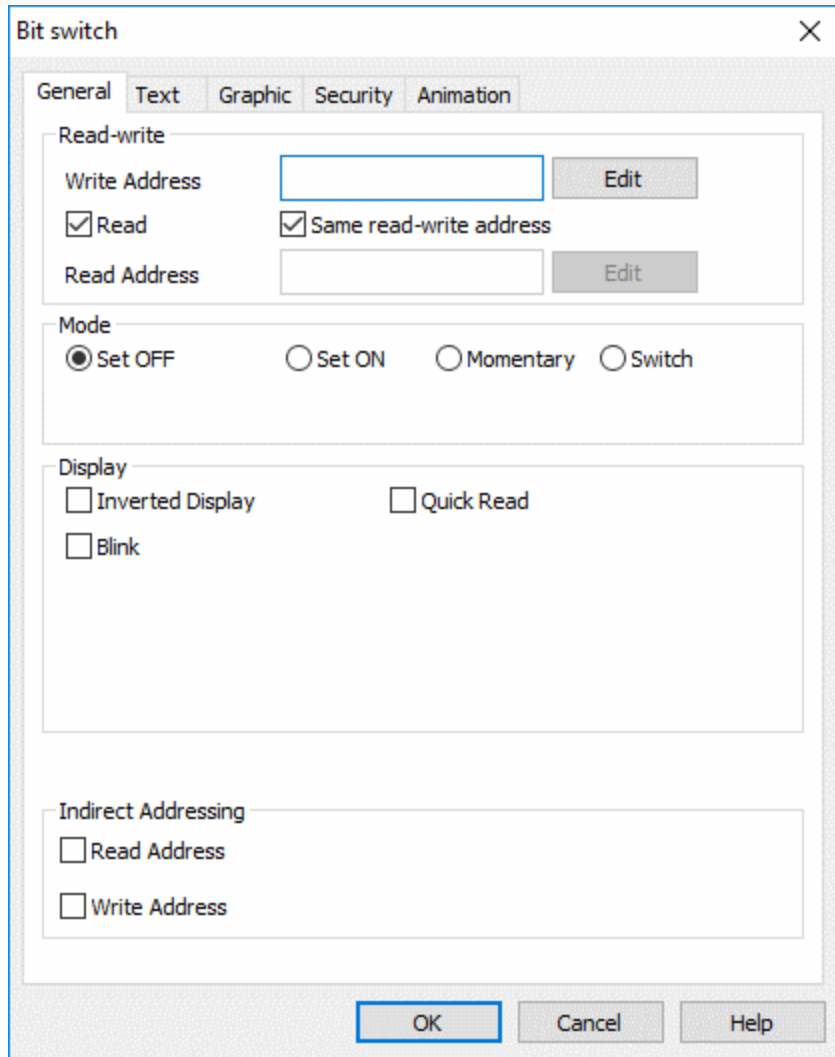 Bit switch
General Text Graphic Security Animation
Read-write
Write Address Edit
Read Same read-write address
Read Address Edit
Mode
Set OFF Set ON Momentary Switch
Display
Inverted Display Quick Read
Blink
Indirect Addressing
Read Address
Write Address
OK Cancel Help